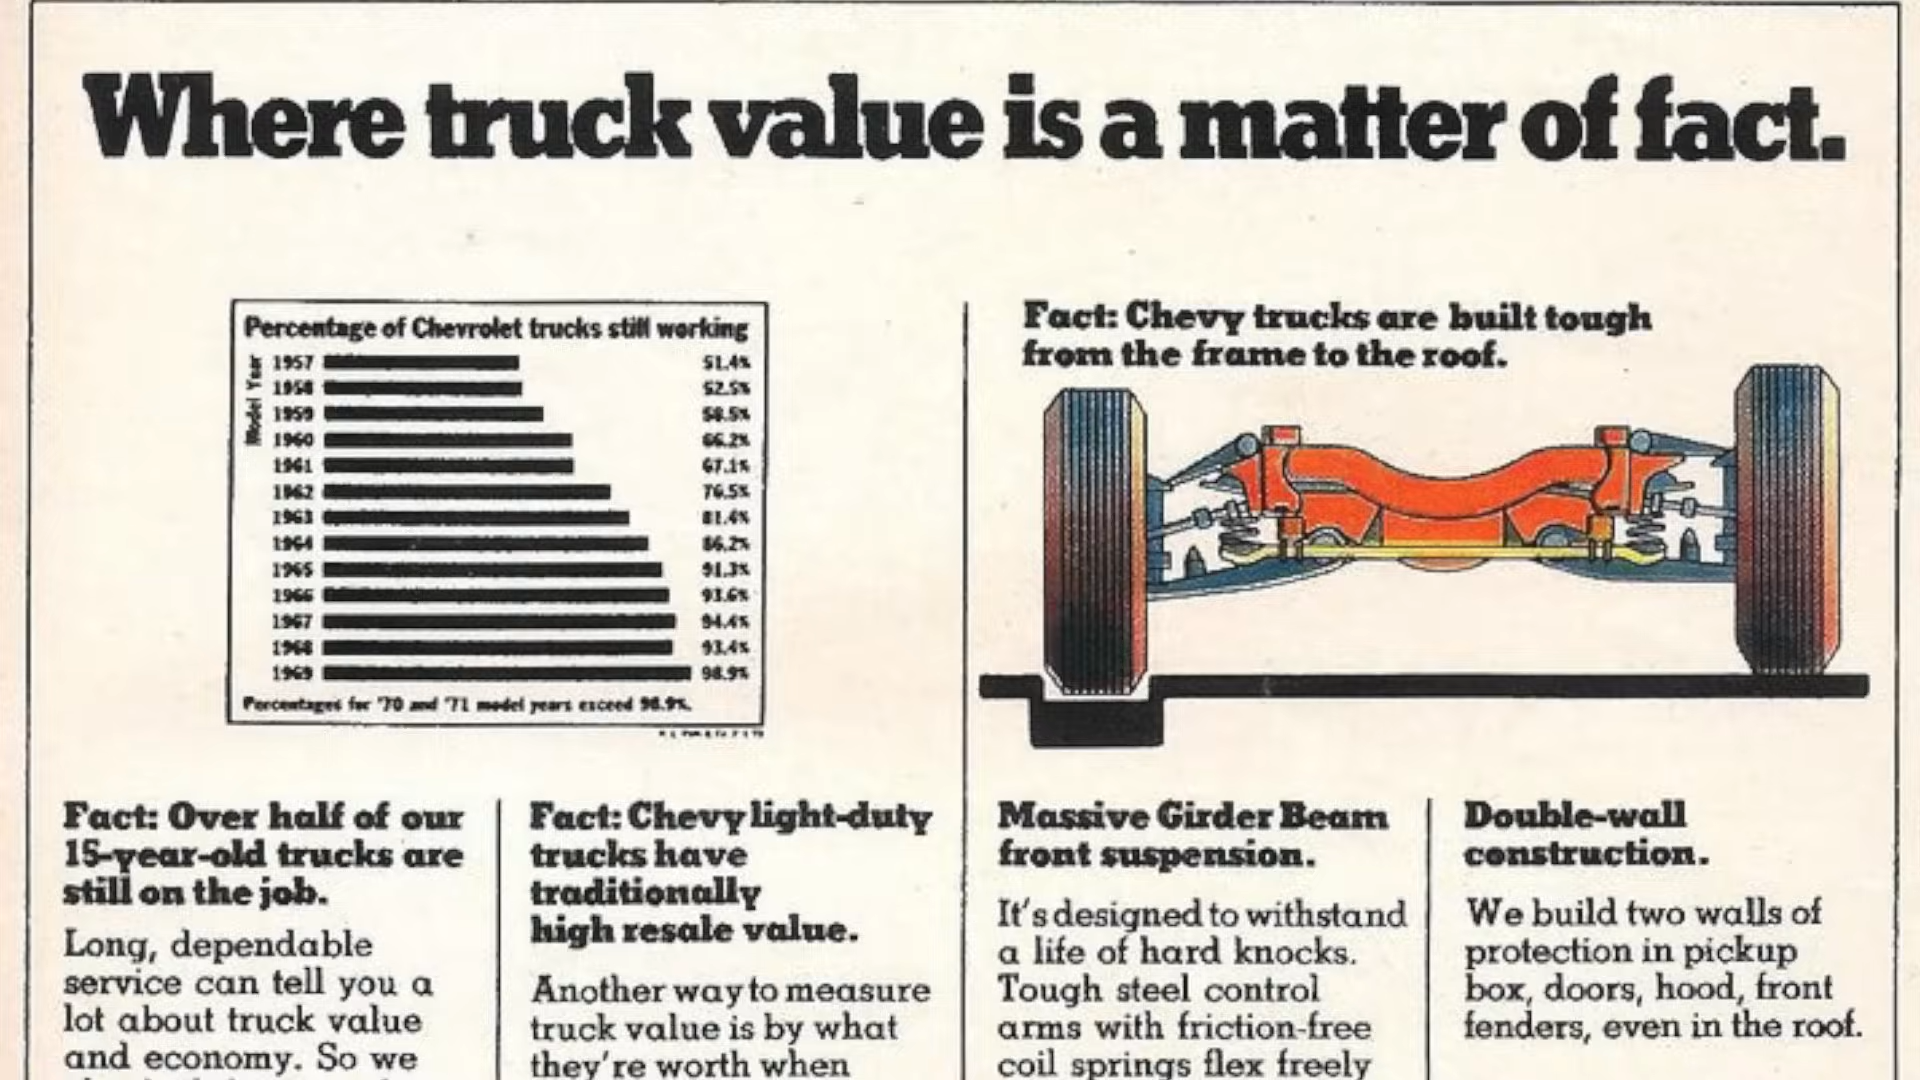 Where truck value is a matter of fact.
Percentage of Chevrolet trucks still working
Model Year
1957 51.4%
1958 52.5%
1959 58.5%
1960 66.2%
1961 67.1%
1962 76.5%
1963 81.4%
1964 86.2%
1965 91.3%
1966 93.6%
1967 94.4%
1968 93.4%
1969 98.9%
Percentages for '70 and '71 model years exceed 98.9%.
Fact: Chevy trucks are built tough
from the frame to the roof.
Fact: Over half of our
15-year-old trucks are
still on the job.
Long, dependable
service can tell you a
lot about truck value
and economy. So we
Fact: Chevy light-duty
trucks have
traditionally
high resale value.
Another way to measure
truck value is by what
they're worth when
Massive Girder Beam
front suspension.
It's designed to withstand
a life of hard knocks.
Tough steel control
arms with friction-free
coil springs flex freely
Double-wall
construction.
We build two walls of
protection in pickup
box, doors, hood, front
fenders, even in the roof.